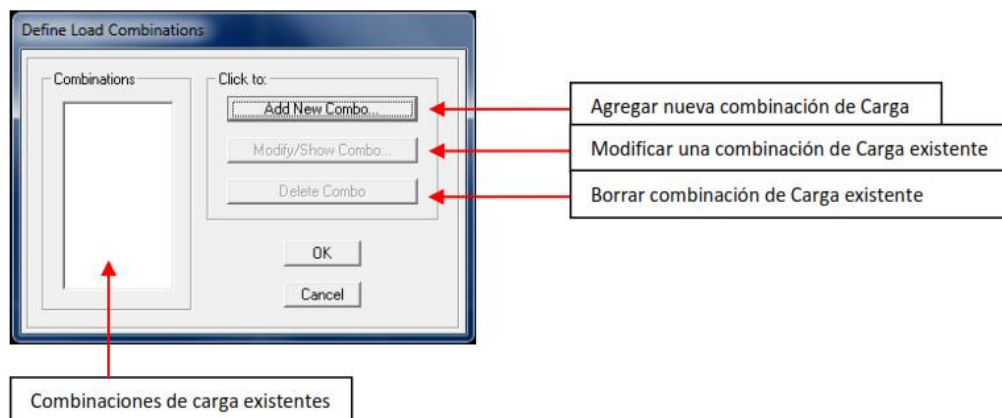 Define Load Combinations
Combinations
Click to:
Add New Combo...
Modify/Show Combo...
Delete Combo
OK
Cancel
Agregar nueva combinación de Carga
Modificar una combinación de Carga existente
Borrar combinación de Carga existente
Combinaciones de carga existentes